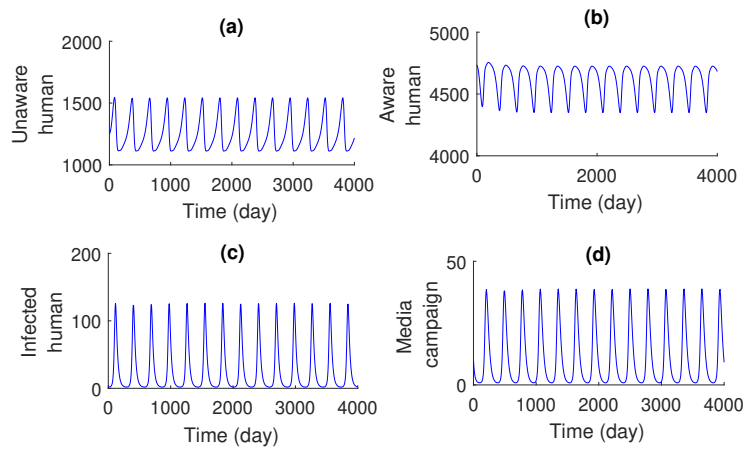 (a)
2000
1500
1000
Unaware
human
0 1000 2000 3000 4000
Time (day)
(b)
5000
4500
4000
Aware
human
0 2000 4000
Time (day)
(c)
200
100
0
Infected
human
0 1000 2000 3000 4000
Time (day)
(d)
50
0
Media
campaign
0 1000 2000 3000 4000
Time (day)